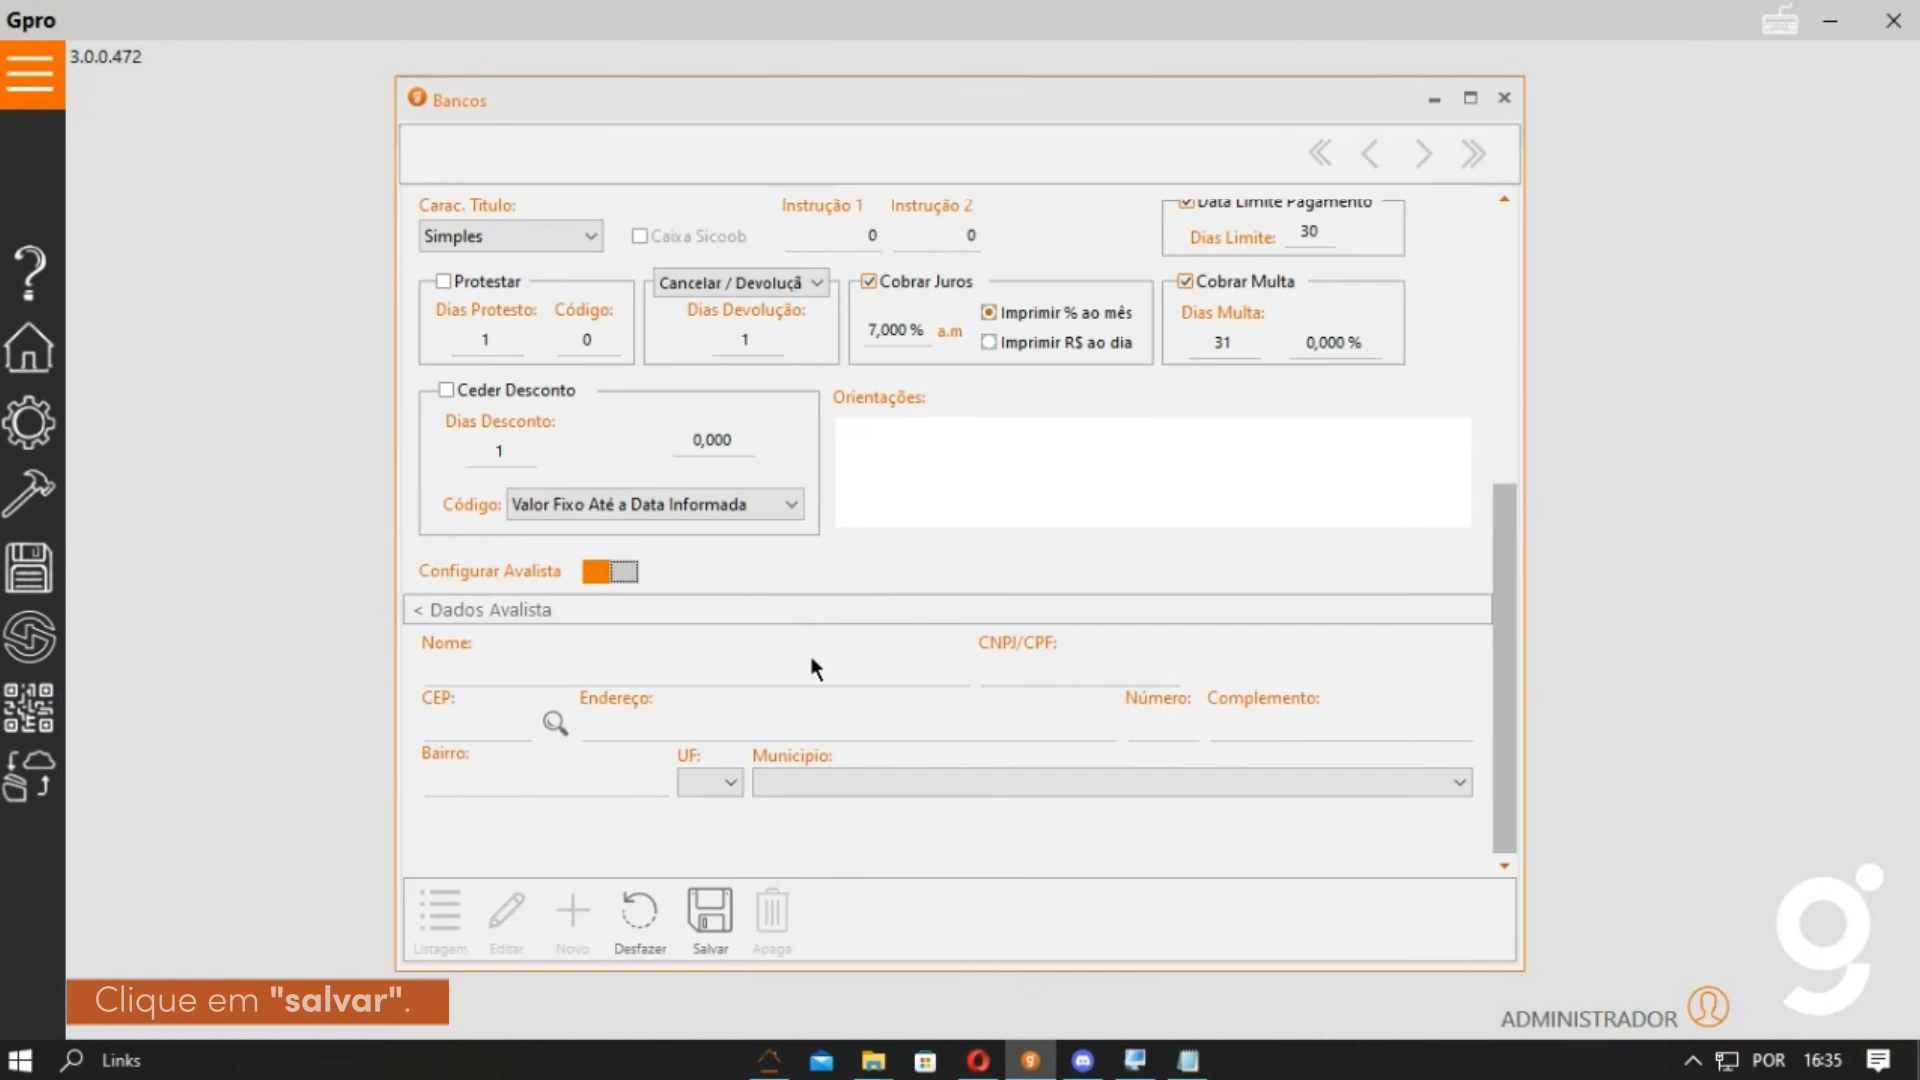 Gpro
3.0.0.472
Bancos
Carac. Titulo:
Instrução 1
Instrução 2
Data Limite Pagamento
Simples
Caixa Sicoob
0
0
Dias Limite:
30
Protestar
Cancelar / Devoluçã
Cobrar Juros
Cobrar Multa
Dias Protesto:
Código:
Dias Devolução:
Imprimir % ao mês
Dias Multa:
1
0
1
7,000 %
a.m
Imprimir R$ ao dia
31
0,000 %
Ceder Desconto
Orientações:
Dias Desconto:
1
0,000
Código:
Valor Fixo Até a Data Informada
Configurar Avalista
< Dados Avalista
Nome:
CNPJ/CPF:
CEP:
Endereço:
Número:
Complemento:
Bairro:
UF:
Municipio:
Listagem
Editar
Novo
Desfazer
Salvar
Apaga
Clique em "salvar".
ADMINISTRADOR
Links
POR
16:35